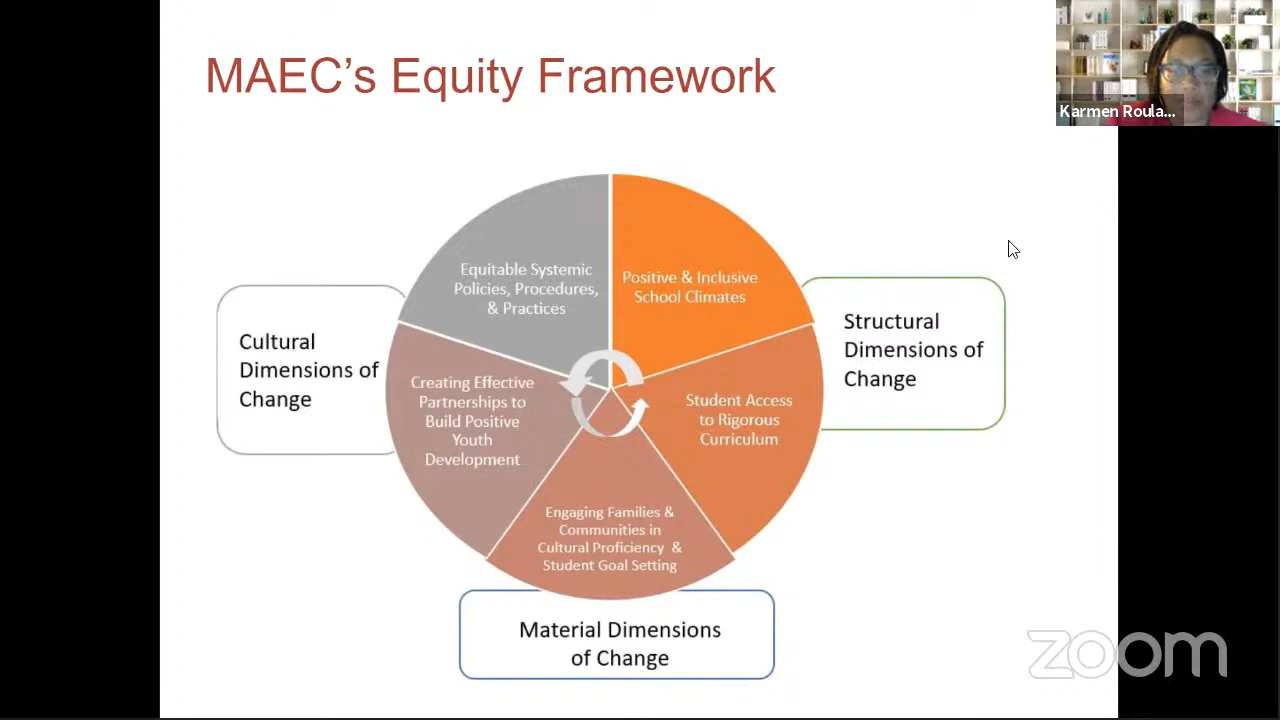 MAEC’s Equity Framework
Karmen Roula...
Equitable Systemic
Policies, Procedures,
& Practices
Positive & Inclusive
School Climates
Cultural
Dimensions of
Change
Structural
Dimensions of
Change
Creating Effective
Partnerships to
Build Positive
Youth
Development
Student Access
to Rigorous
Curriculum
Engaging Families &
Communities in
Cultural Proficiency &
Student Goal Setting
Material Dimensions
of Change
zoom